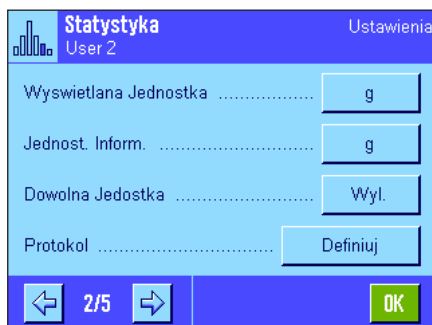 Statystyka Ustawienia
User 2
Wyswietlana Jednostka .................. g
Jednost. Inform. ............................. g
Dowolna Jedostka .......................... Wyl.
Protokol ................................. Definiuj
2/5 OK